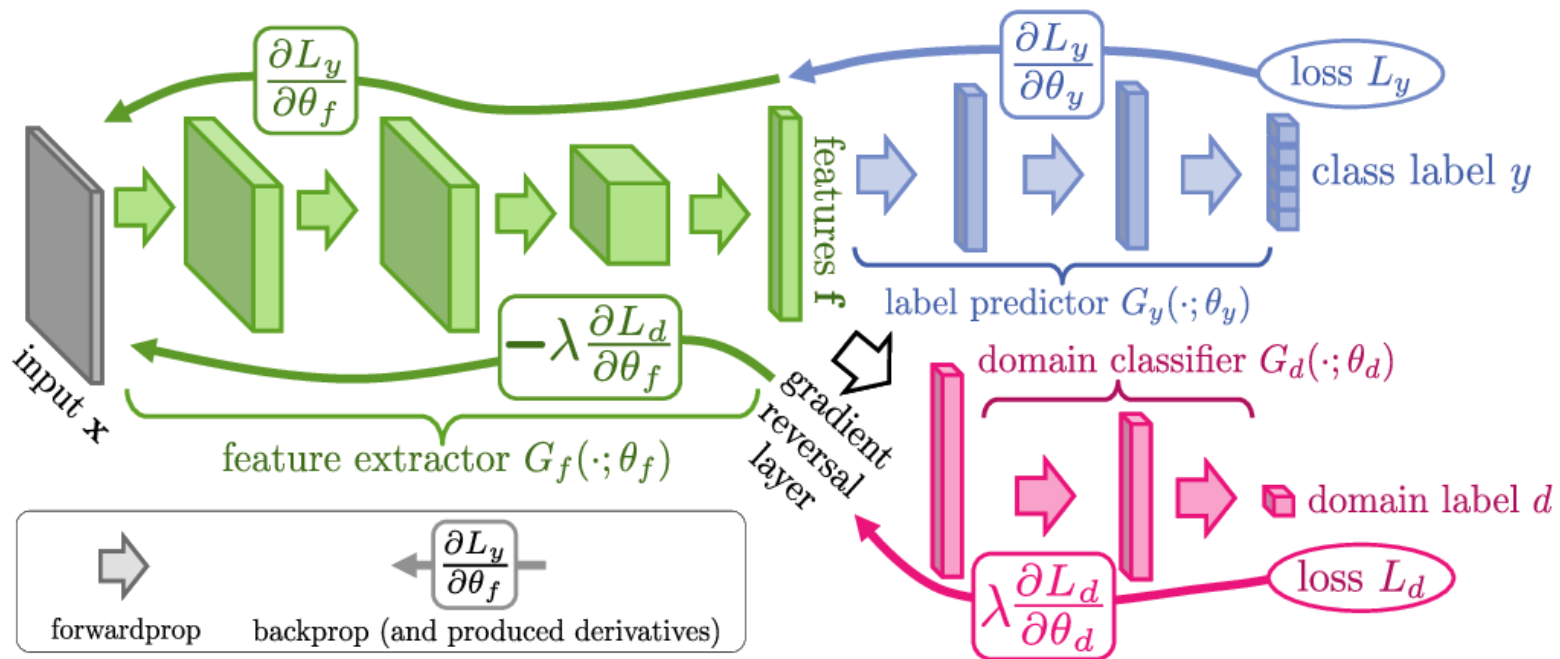 ∂L_y/∂θ_f
∂L_y/∂θ_y
loss L_y
features f
class label y
label predictor G_y(·; θ_y)
input x
−λ ∂L_d/∂θ_f
feature extractor G_f(·; θ_f)
gradient
reversal
layer
domain classifier G_d(·; θ_d)
domain label d
λ ∂L_d/∂θ_d
loss L_d
∂L_y/∂θ_f
forwardprop
backprop (and produced derivatives)